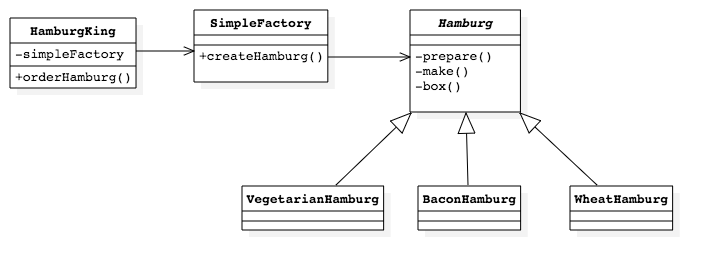 HamburgKing
-simpleFactory
+orderHamburg()
SimpleFactory
+createHamburg()
Hamburg
-prepare()
-make()
-box()
VegetarianHamburg
BaconHamburg
WheatHamburg